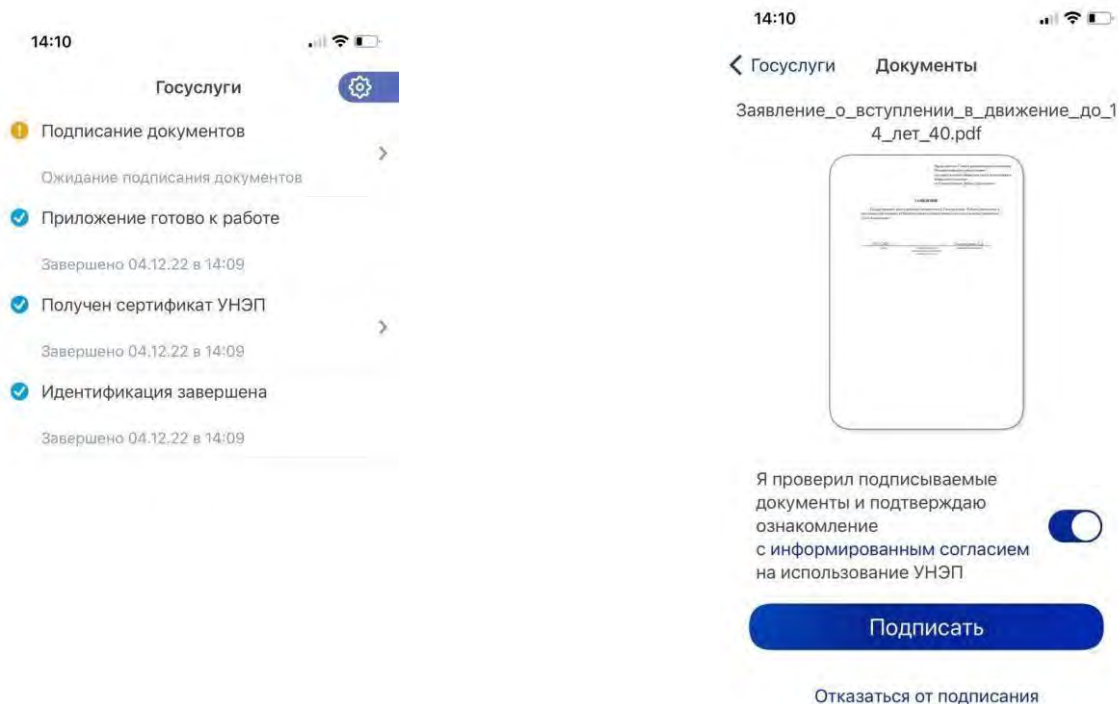 14:10
Госуслуги
Подписание документов
Ожидание подписания документов
Приложение готово к работе
Завершено 04.12.22 в 14:09
Получен сертификат УНЭП
Завершено 04.12.22 в 14:09
Идентификация завершена
Завершено 04.12.22 в 14:09
14:10
Госуслуги
Документы
Заявление_о_вступлении_в_движение_до_1
4_лет_40.pdf
Я проверил подписываемые
документы и подтверждаю
ознакомление
с информированным согласием
на использование УНЭП
Подписать
Отказаться от подписания